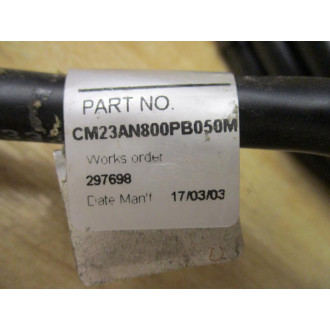 PART NO.
CM23AN800PB050M
Works order
297698
Date Man'f 17/03/03